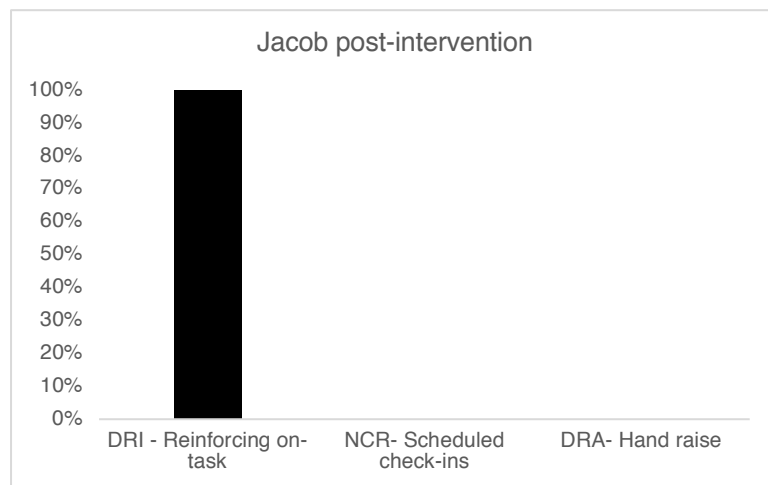 Jacob post-intervention
100%
90%
80%
70%
60%
50%
40%
30%
20%
10%
0%
DRI - Reinforcing on-
task
NCR- Scheduled
check-ins
DRA- Hand raise